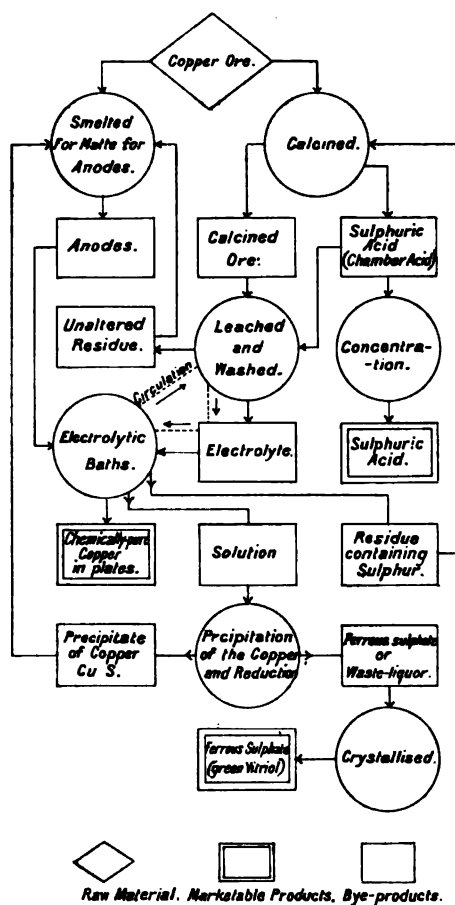 Copper Ore.
Smelted
For Matte for
Anodes.
Calcined.
Anodes.
Calcined
Ore:
Sulphuric
Acid
(Chamber Acid)
Unaltered
Residue.
Leached
and
Washed.
Concentra-
-tion.
Circulation
Electrolytic
Baths.
Electrolyte.
Sulphuric
Acid.
Chemically-pure
Copper
in plates.
Solution
Residue
containing
Sulphur.
Precipitate
of Copper
Cu S.
Prcipitation
of the Copper
and Reduction
Ferrous sulphate
or
Waste-liquor.
Ferrous Sulphate
(green Vitriol)
Crystallised.
Raw Material. Marketable Products. Bye-products.